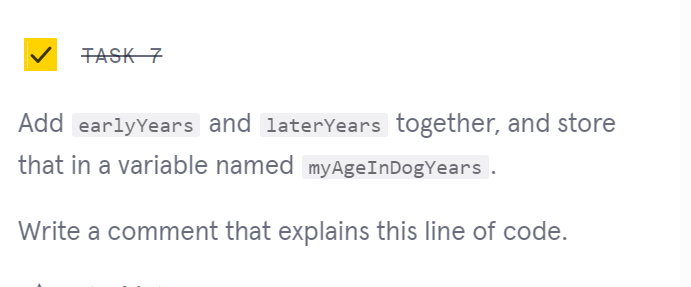 TASK 7
Add earlyYears and laterYears together, and store
that in a variable named myAgeInDogYears.
Write a comment that explains this line of code.